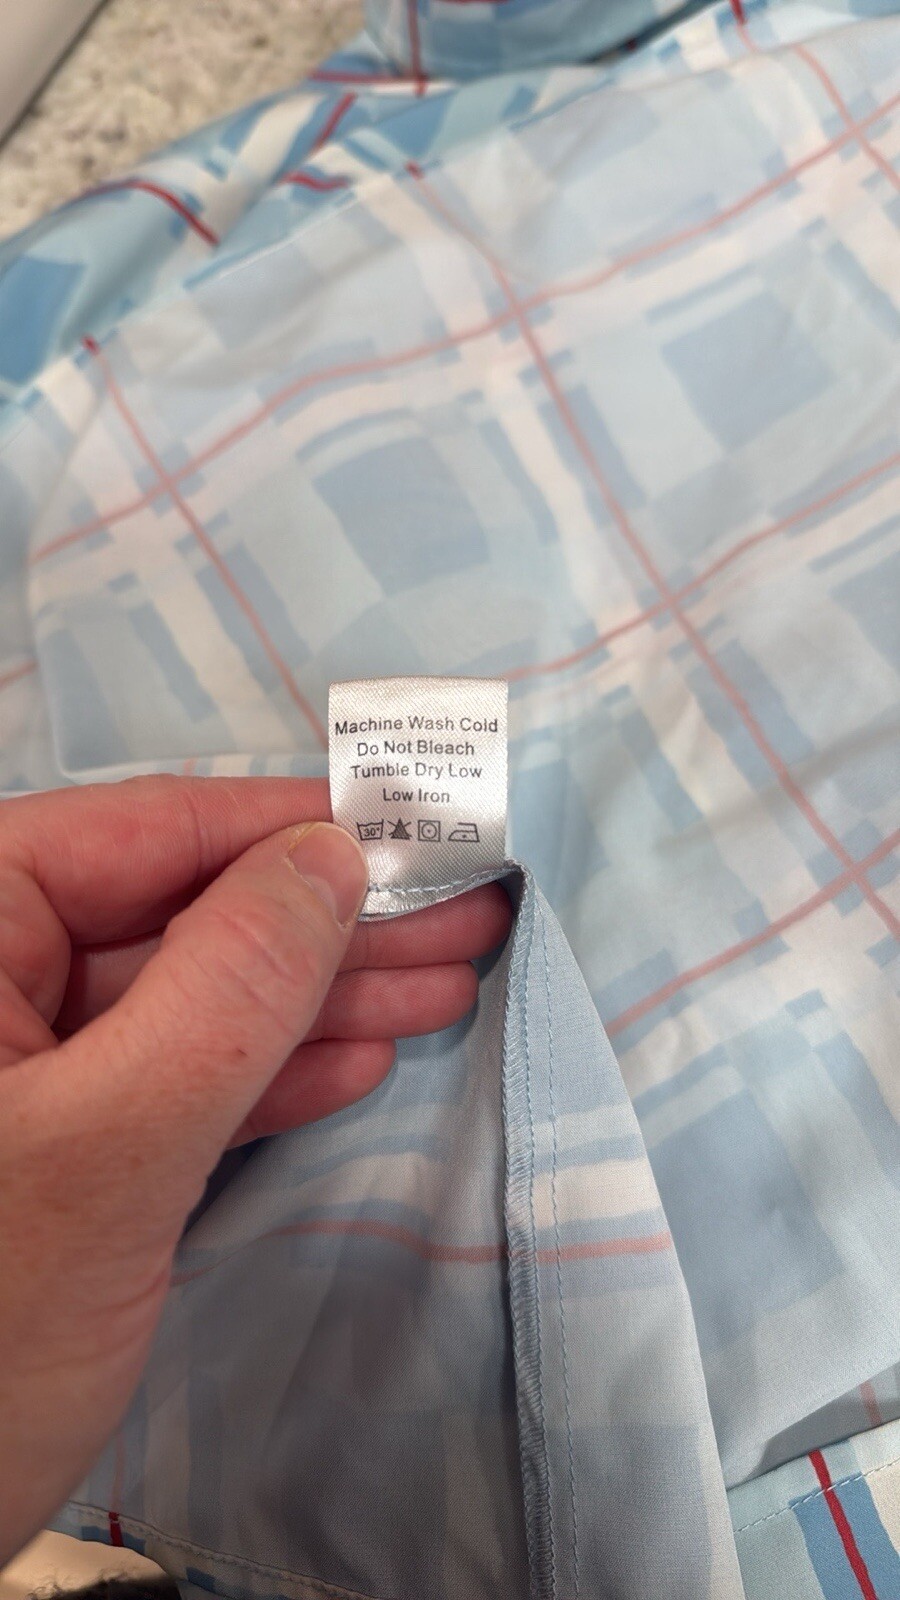 Machine Wash Cold
Do Not Bleach
Tumble Dry Low
Low Iron
30°